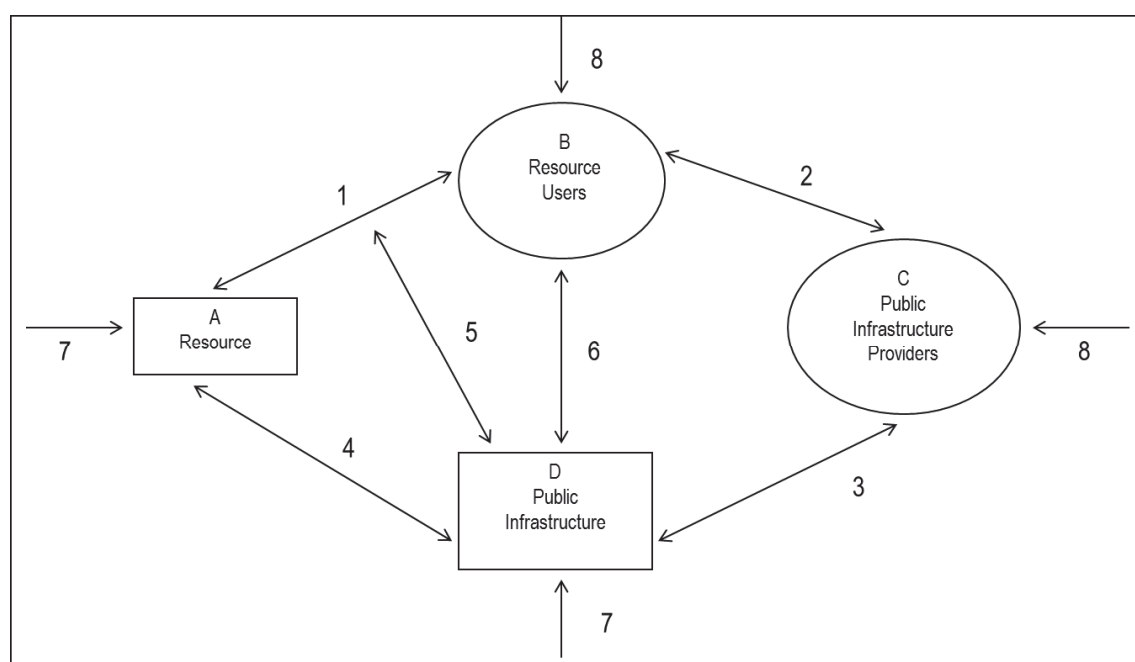 8
B
Resource
Users
1
2
A
Resource
7
5
6
C
Public
Infrastructure
Providers
8
4
D
Public
Infrastructure
3
7